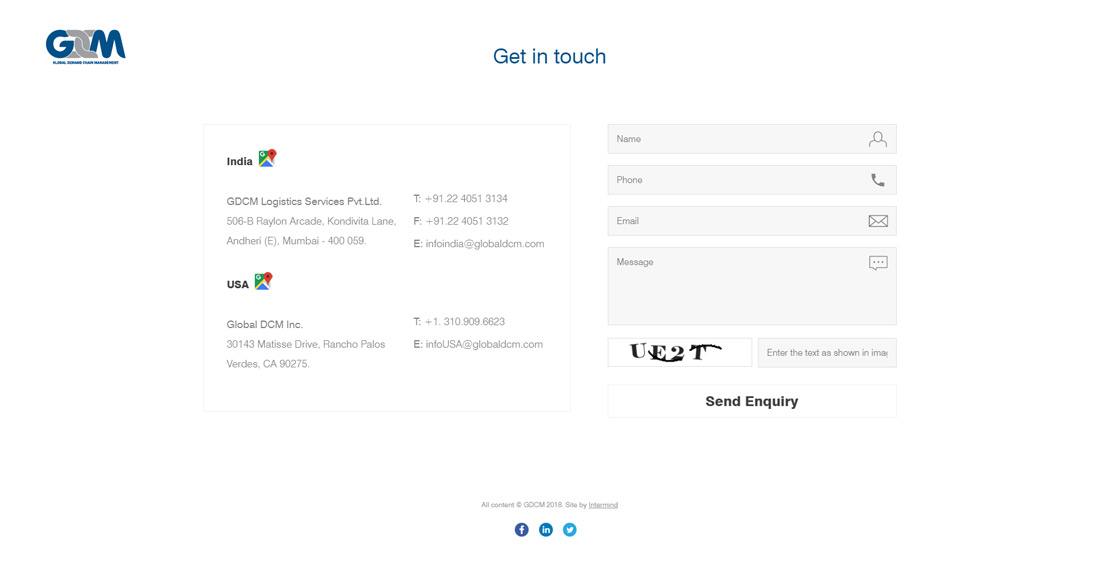 GDCM
GLOBAL DEMAND CHAIN MANAGEMENT
Get in touch
India
GDCM Logistics Services Pvt.Ltd.
506-B Raylon Arcade, Kondivita Lane,
Andheri (E), Mumbai - 400 059.
T: +91.22 4051 3134
F: +91.22 4051 3132
E: infoindia@globaldcm.com
USA
Global DCM Inc.
30143 Matisse Drive, Rancho Palos
Verdes, CA 90275.
T: +1. 310.909.6623
E: infoUSA@globaldcm.com
Name
Phone
Email
Message
UE2T
Enter the text as shown in imag
Send Enquiry
All content © GDCM 2018. Site by Intermind